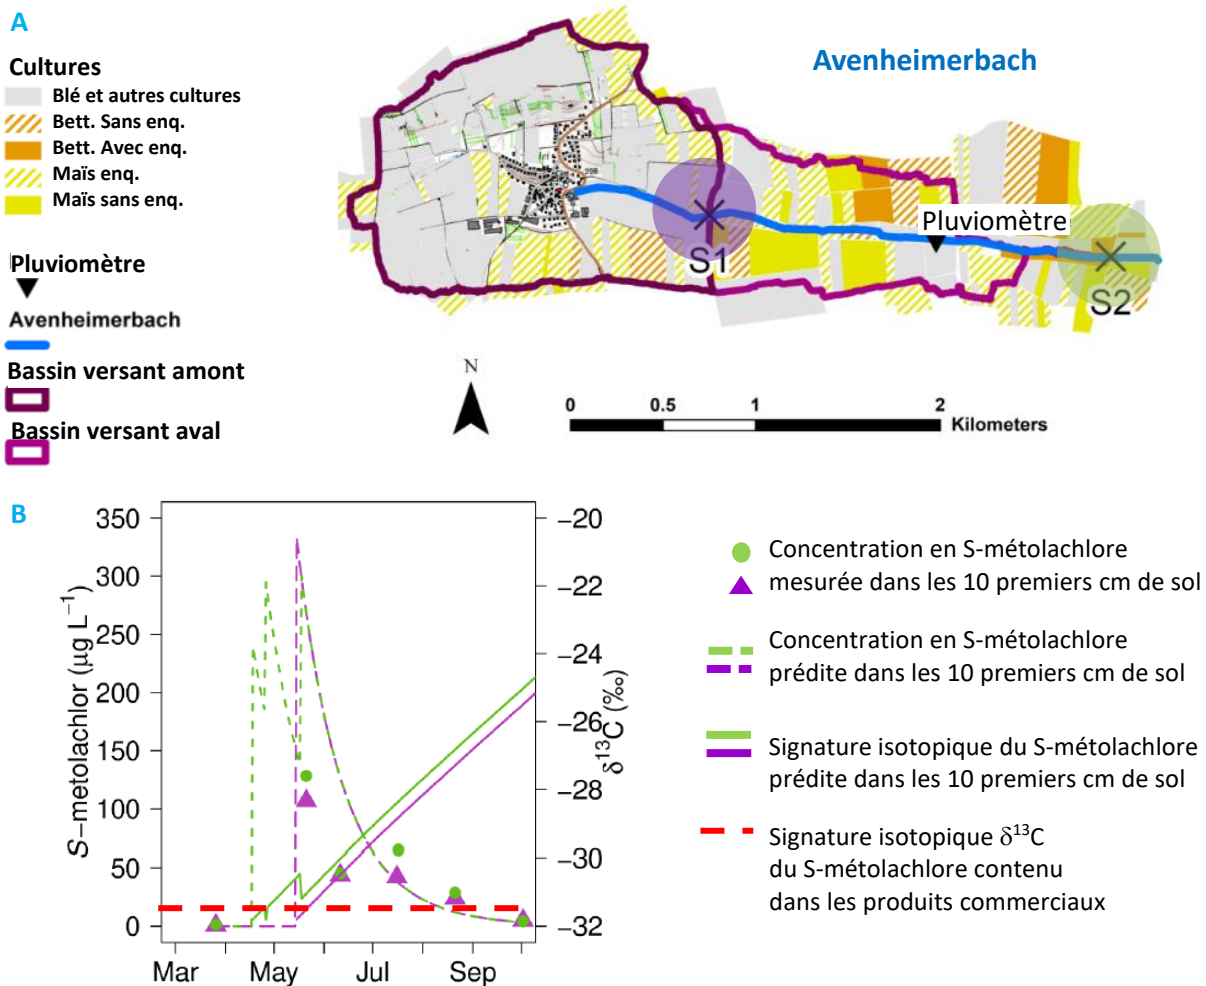 A
Avenheimerbach
Cultures
Blé et autres cultures
Bett. Sans enq.
Bett. Avec enq.
Maïs enq.
Maïs sans enq.
Pluviomètre
Avenheimerbach
Bassin versant amont
Bassin versant aval
208
Pluviomètre
S1
S2
N
0 0.5 1 2
Kilometers
B
350
300
250
200
150
100
50
0
S−metolachlor (µg L⁻¹)
−20
−22
−24
−26
−28
−30
−32
δ¹³C (‰)
Mar May Jul Sep
Concentration en S-métolachlore
mesurée dans les 10 premiers cm de sol
Concentration en S-métolachlore
prédite dans les 10 premiers cm de sol
Signature isotopique du S-métolachlore
prédite dans les 10 premiers cm de sol
Signature isotopique δ¹³C
du S-métolachlore contenu
dans les produits commerciaux